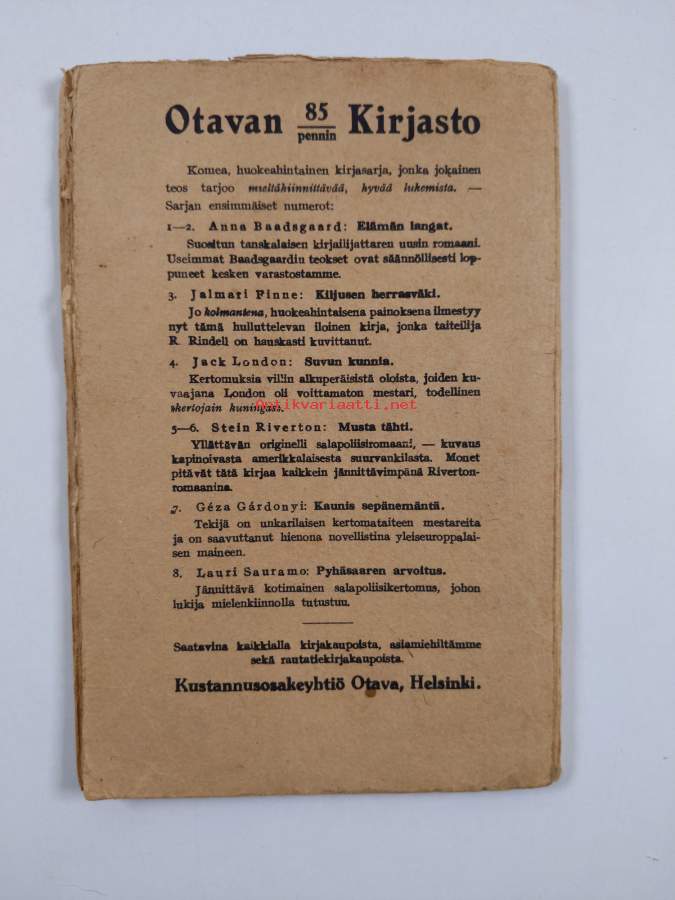 Otavan 85 pennin Kirjasto
Komea, huokeahintainen kirjasarja, jonka jokainen
teos tarjoo mieltäkiinnittävää, hyvää lukemista. —
Sarjan ensimmäiset numerot:
1—2. Anna Baadsgaard: Elämän langat.
Suositun tanskalaisen kirjailijattaren uusin romaani.
Useimmat Baadsgaardin teokset ovat säännöllisesti lop-
puneet kesken varastostamme.
3. Jalmari Finne: Kiljusen herrasväki.
Jo kolmantena, huokeahintaisena painoksena ilmestyy
nyt tämä hulluttelevan iloinen kirja, jonka taiteilija
R. Rindell on hauskasti kuvittanut.
4. Jack London: Suvun kunnia.
Kertomuksia villin alkuperäisistä oloista, joiden ku-
vaajana London oli voittamaton mestari, todellinen
»kertojain kuningas».
Antikvariaatti.net
5—6. Stein Riverton: Musta tähti.
Yllättävän originelli salapoliisiromaani, — kuvaus
kapinoivasta amerikkalaisesta suurvankilasta. Monet
pitävät tätä kirjaa kaikkein jännittävimpänä Riverton-
romaanina.
7. Géza Gárdonyi: Kaunis sepänemäntä.
Tekijä on unkarilaisen kertomataiteen mestareita
ja on saavuttanut hienona novellistina yleiseuroppalai-
sen maineen.
8. Lauri Sauramo: Pyhäsaaren arvoitus.
Jännittävä kotimainen salapoliisikertomus, johon
lukija mielenkiinnolla tutustuu.
Saatavina kaikkialla kirjakaupoista, asiamiehiltämme
sekä rautatiekirjakaupoista.
Kustannusosakeyhtiö Otava, Helsinki.